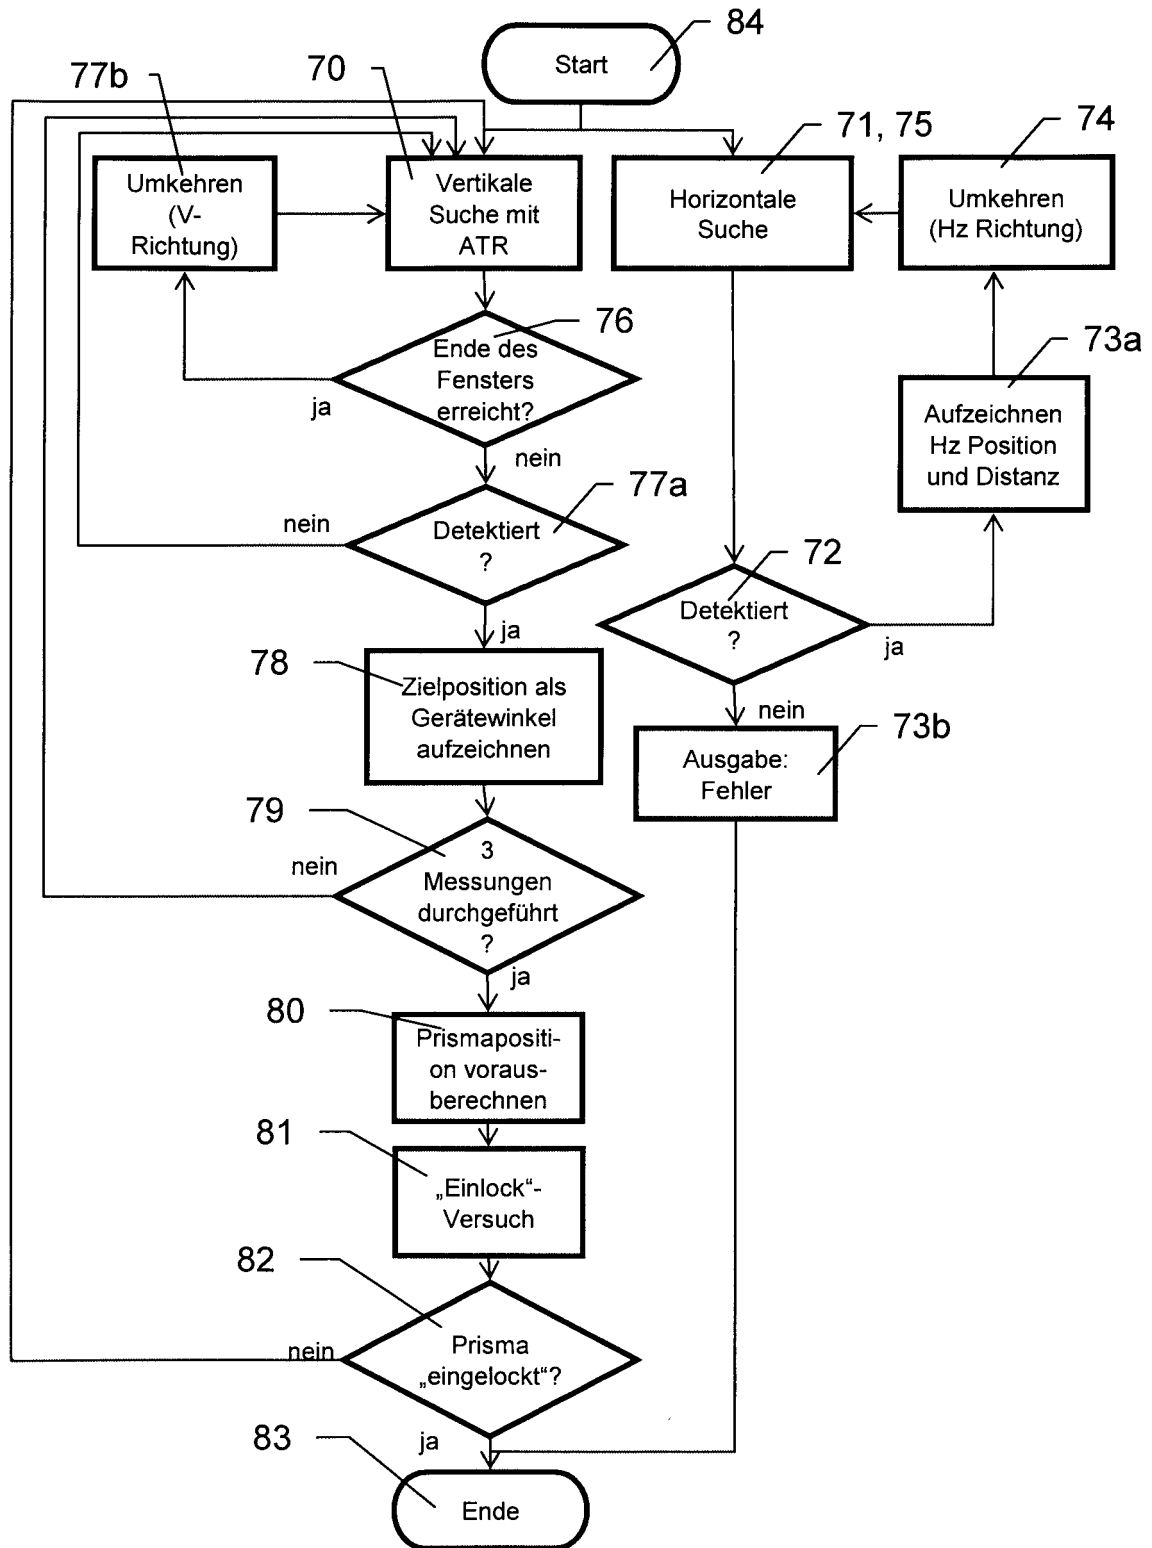 84
Start
77b
70
71, 75
74
Umkehren
(V-
Richtung)
Vertikale
Suche mit
ATR
Horizontale
Suche
Umkehren
(Hz Richtung)
76
Ende des
Fensters
erreicht?
ja
nein
73a
Aufzeichnen
Hz Position
und Distanz
77a
nein
Detektiert
?
ja
72
Detektiert
?
ja
nein
78
Zielposition als
Gerätewinkel
aufzeichnen
73b
Ausgabe:
Fehler
79
nein
3
Messungen
durchgeführt
?
ja
80
Prismapositi-
on voraus-
berechnen
81
„Einlock“-
Versuch
82
nein
Prisma
„eingelockt“?
ja
83
Ende